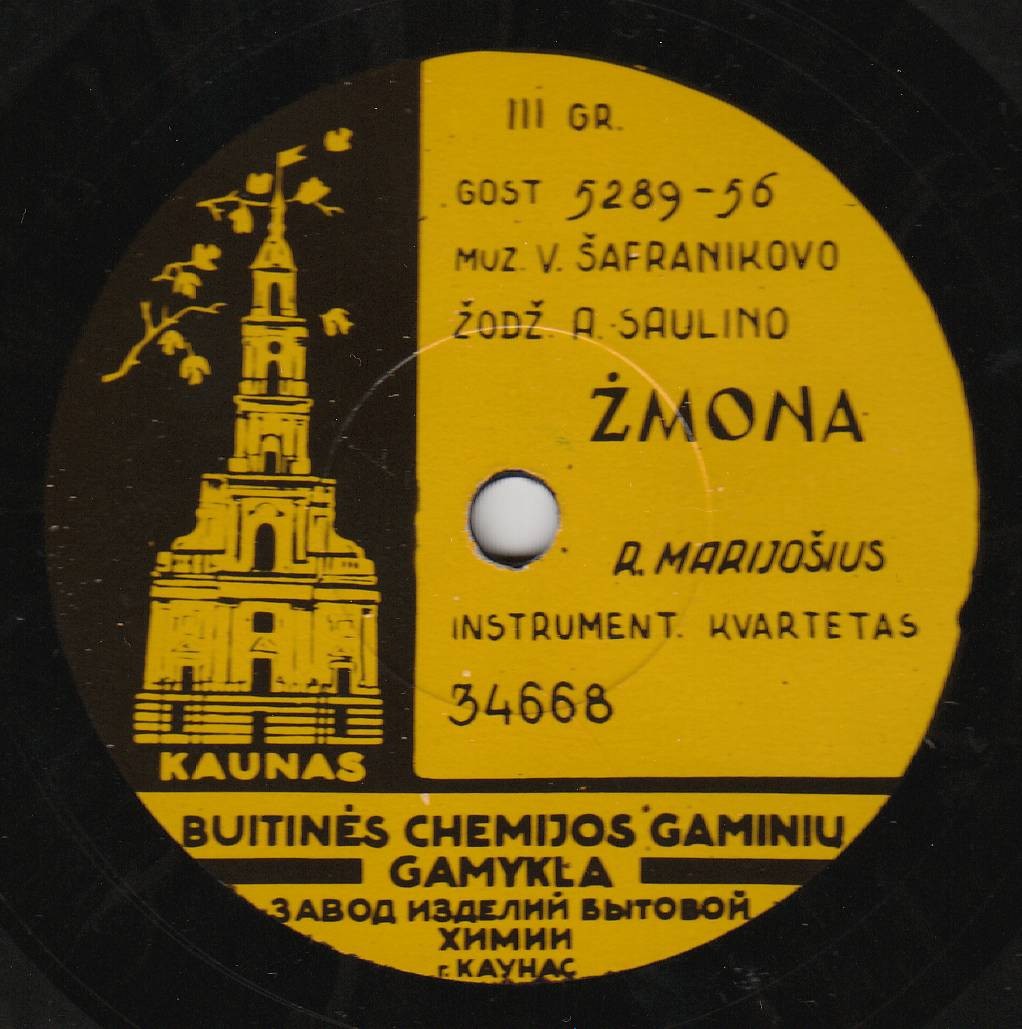 III GR.
GOST 5289-56
MUZ. V. ŠAFRANIKOVO
ŽODŽ. A. SAULINO
ŻMONA
R. MARIJOŠIUS
INSTRUMENT. KVARTETAS
34668
KAUNAS
BUITINĖS CHEMIJOS GAMINIŲ
GAMYKLA
ЗАВОД ИЗДЕЛИЙ БЫТОВОЙ
ХИМИИ
г. КАУНАС